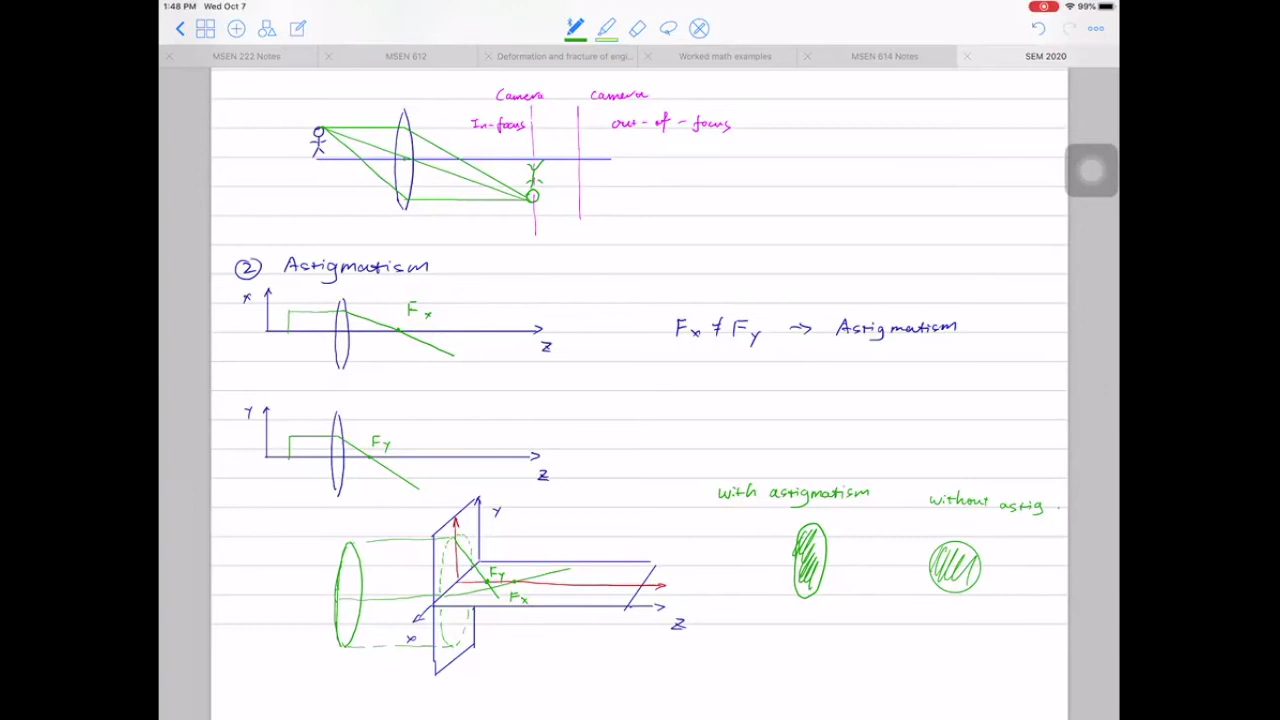 1:48 PM Wed Oct 7
99%
MSEN 222 Notes
MSEN 612
Deformation and fracture of engi...
Worked math examples
MSEN 614 Notes
SEM 2020
Camera
camera
In-focus
out-of-focus
② Astigmatism
x
Fx
z
Fx ≠ Fy → Astigmatism
Y
Fy
z
with astigmatism
without astig.
Y
Fy
Fx
x
z